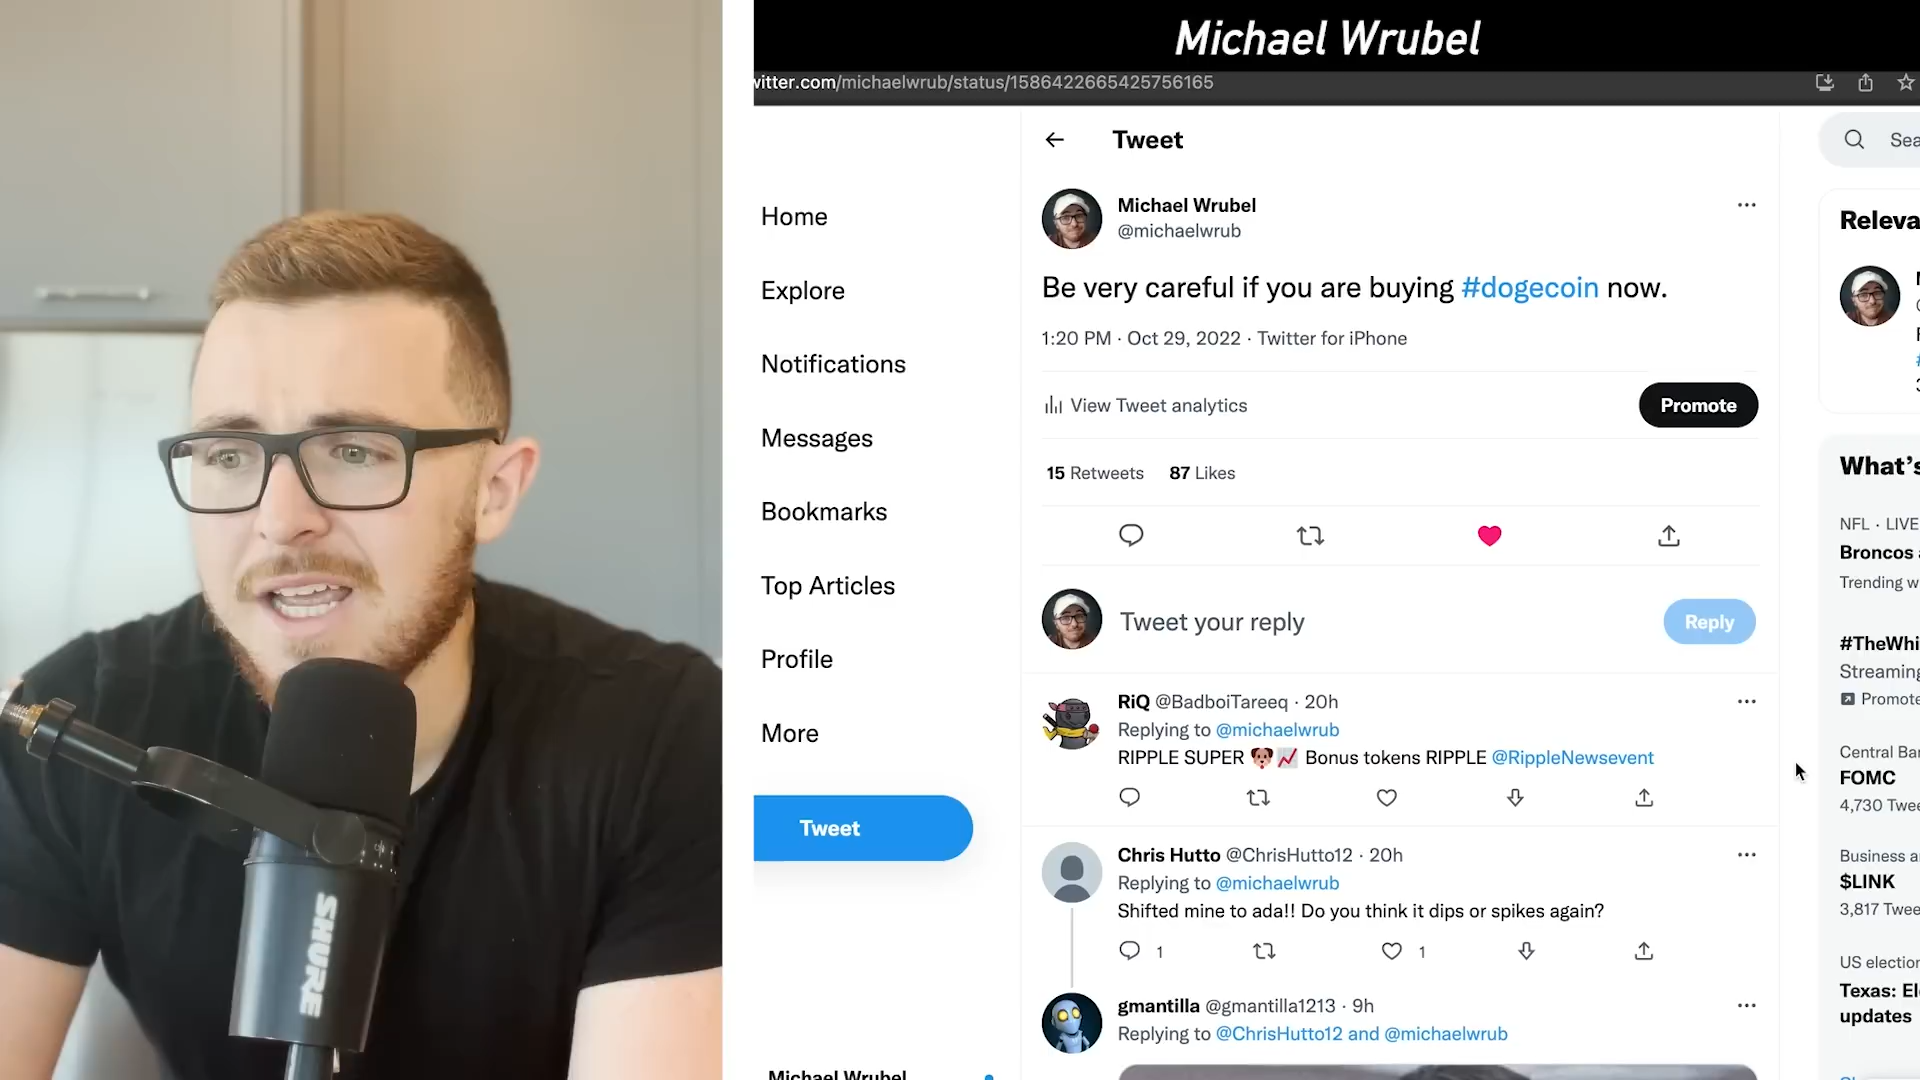 Michael Wrubel
witter.com/michaelwrub/status/1586422665425756165
Home
Explore
Notifications
Messages
Bookmarks
Top Articles
Profile
More
Tweet
Michael Wrubel
Tweet
Michael Wrubel
@michaelwrub
Be very careful if you are buying #dogecoin now.
1:20 PM · Oct 29, 2022 · Twitter for iPhone
View Tweet analytics
Promote
15 Retweets 87 Likes
Tweet your reply
Reply
RiQ @BadboiTareeq · 20h
Replying to @michaelwrub
RIPPLE SUPER 🐶 📈 Bonus tokens RIPPLE @RippleNewsevent
Chris Hutto @ChrisHutto12 · 20h
Replying to @michaelwrub
Shifted mine to ada!! Do you think it dips or spikes again?
1 1
gmantilla @gmantilla1213 · 9h
Replying to @ChrisHutto12 and @michaelwrub
Sea
Releva
What's
NFL · LIVE
Broncos
Trending w
#TheWhi
Streaming
Promote
Central Ba
FOMC
4,730 Twee
Business a
$LINK
3,817 Twee
US election
Texas: El
updates
SHURE